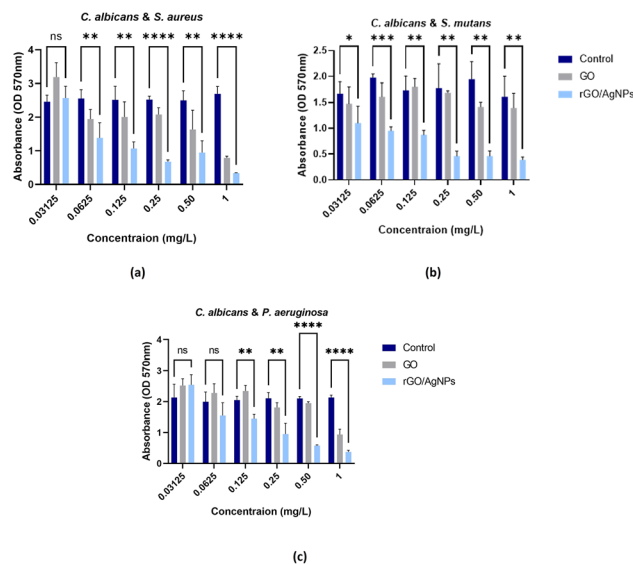 C. albicans & S. aureus
ns ** ** **** ** ****
Absorbance (OD 570nm)
4
3
2
1
0
0.03125 0.0625 0.125 0.25 0.50 1
Concentraion (mg/L)
(a)
C. albicans & S. mutans
* *** ** ** ** **
Absorbance (OD 570nm)
2.5
2.0
1.5
1.0
0.5
0.0
0.03125 0.0625 0.125 0.25 0.50 1
Concentraion (mg/L)
Control
GO
rGO/AgNPs
(b)
C. albicans & P. aeruginosa
ns ns ** ** **** ****
Absorbance (OD 570nm)
4
3
2
1
0
0.03125 0.0625 0.125 0.25 0.50 1
Concentraion (mg/L)
Control
GO
rGO/AgNPs
(c)